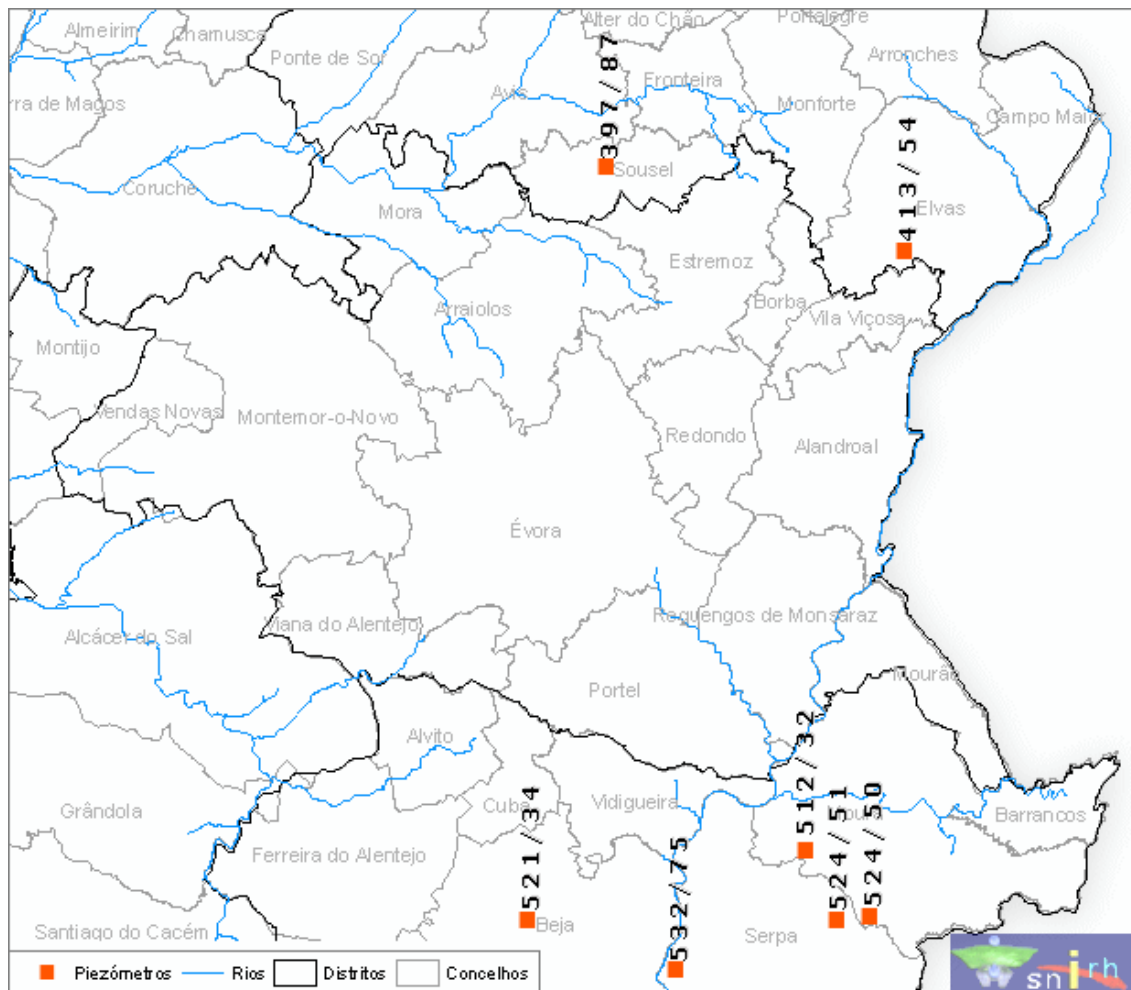 Almeirim
Chamusca
Ponte de Sor
Alter do Chão
Portalegre
Arronches
Avis
Fronteira
Monforte
Campo Maior
rra de Magos
397/87
Sousel
413/54
Elvas
Coruche
Mora
Estremoz
Borba
Vila Viçosa
Arraiolos
Montijo
Vendas Novas
Montemor-o-Novo
Redondo
Alandroal
Évora
Viana do Alentejo
Reguengos de Monsaraz
Alcácer do Sal
Mourão
Portel
Alvito
512/32
Cuba
Vidigueira
Grândola
521/34
524/51
524/50
Barrancos
Ferreira do Alentejo
532/75
Beja
Serpa
Santiago do Cacém
Piezómetros
Rios
Distritos
Concelhos
snirh